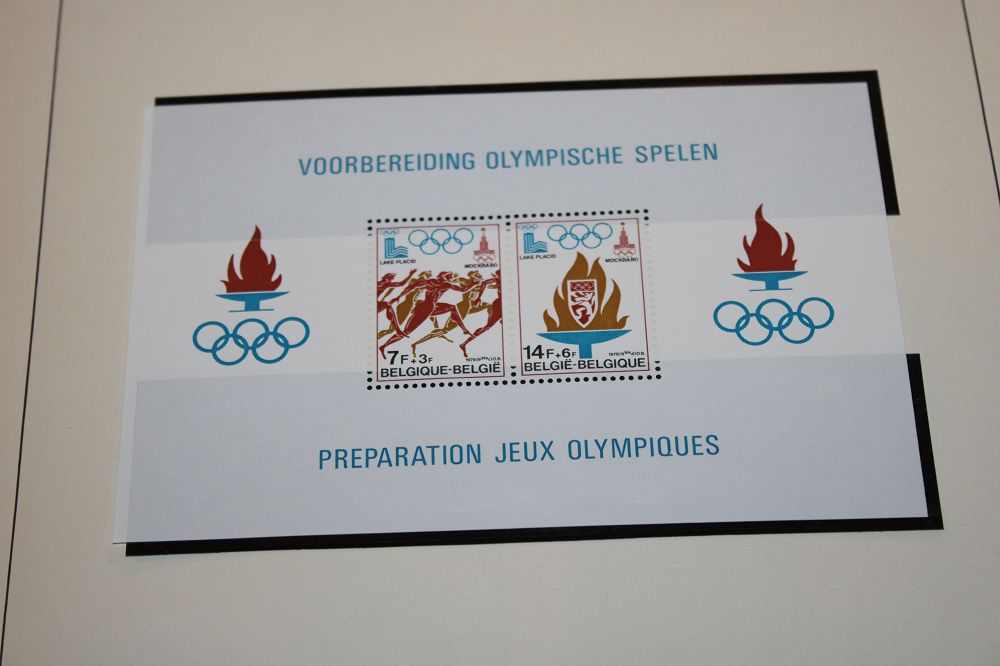 VOORBEREIDING OLYMPISCHE SPELEN
LAKE PLACID
МОСКВА 80
7F+3F
BELGIQUE-BELGIË
LAKE PLACID
МОСКВА 80
14F+6F
BELGIË-BELGIQUE
PREPARATION JEUX OLYMPIQUES